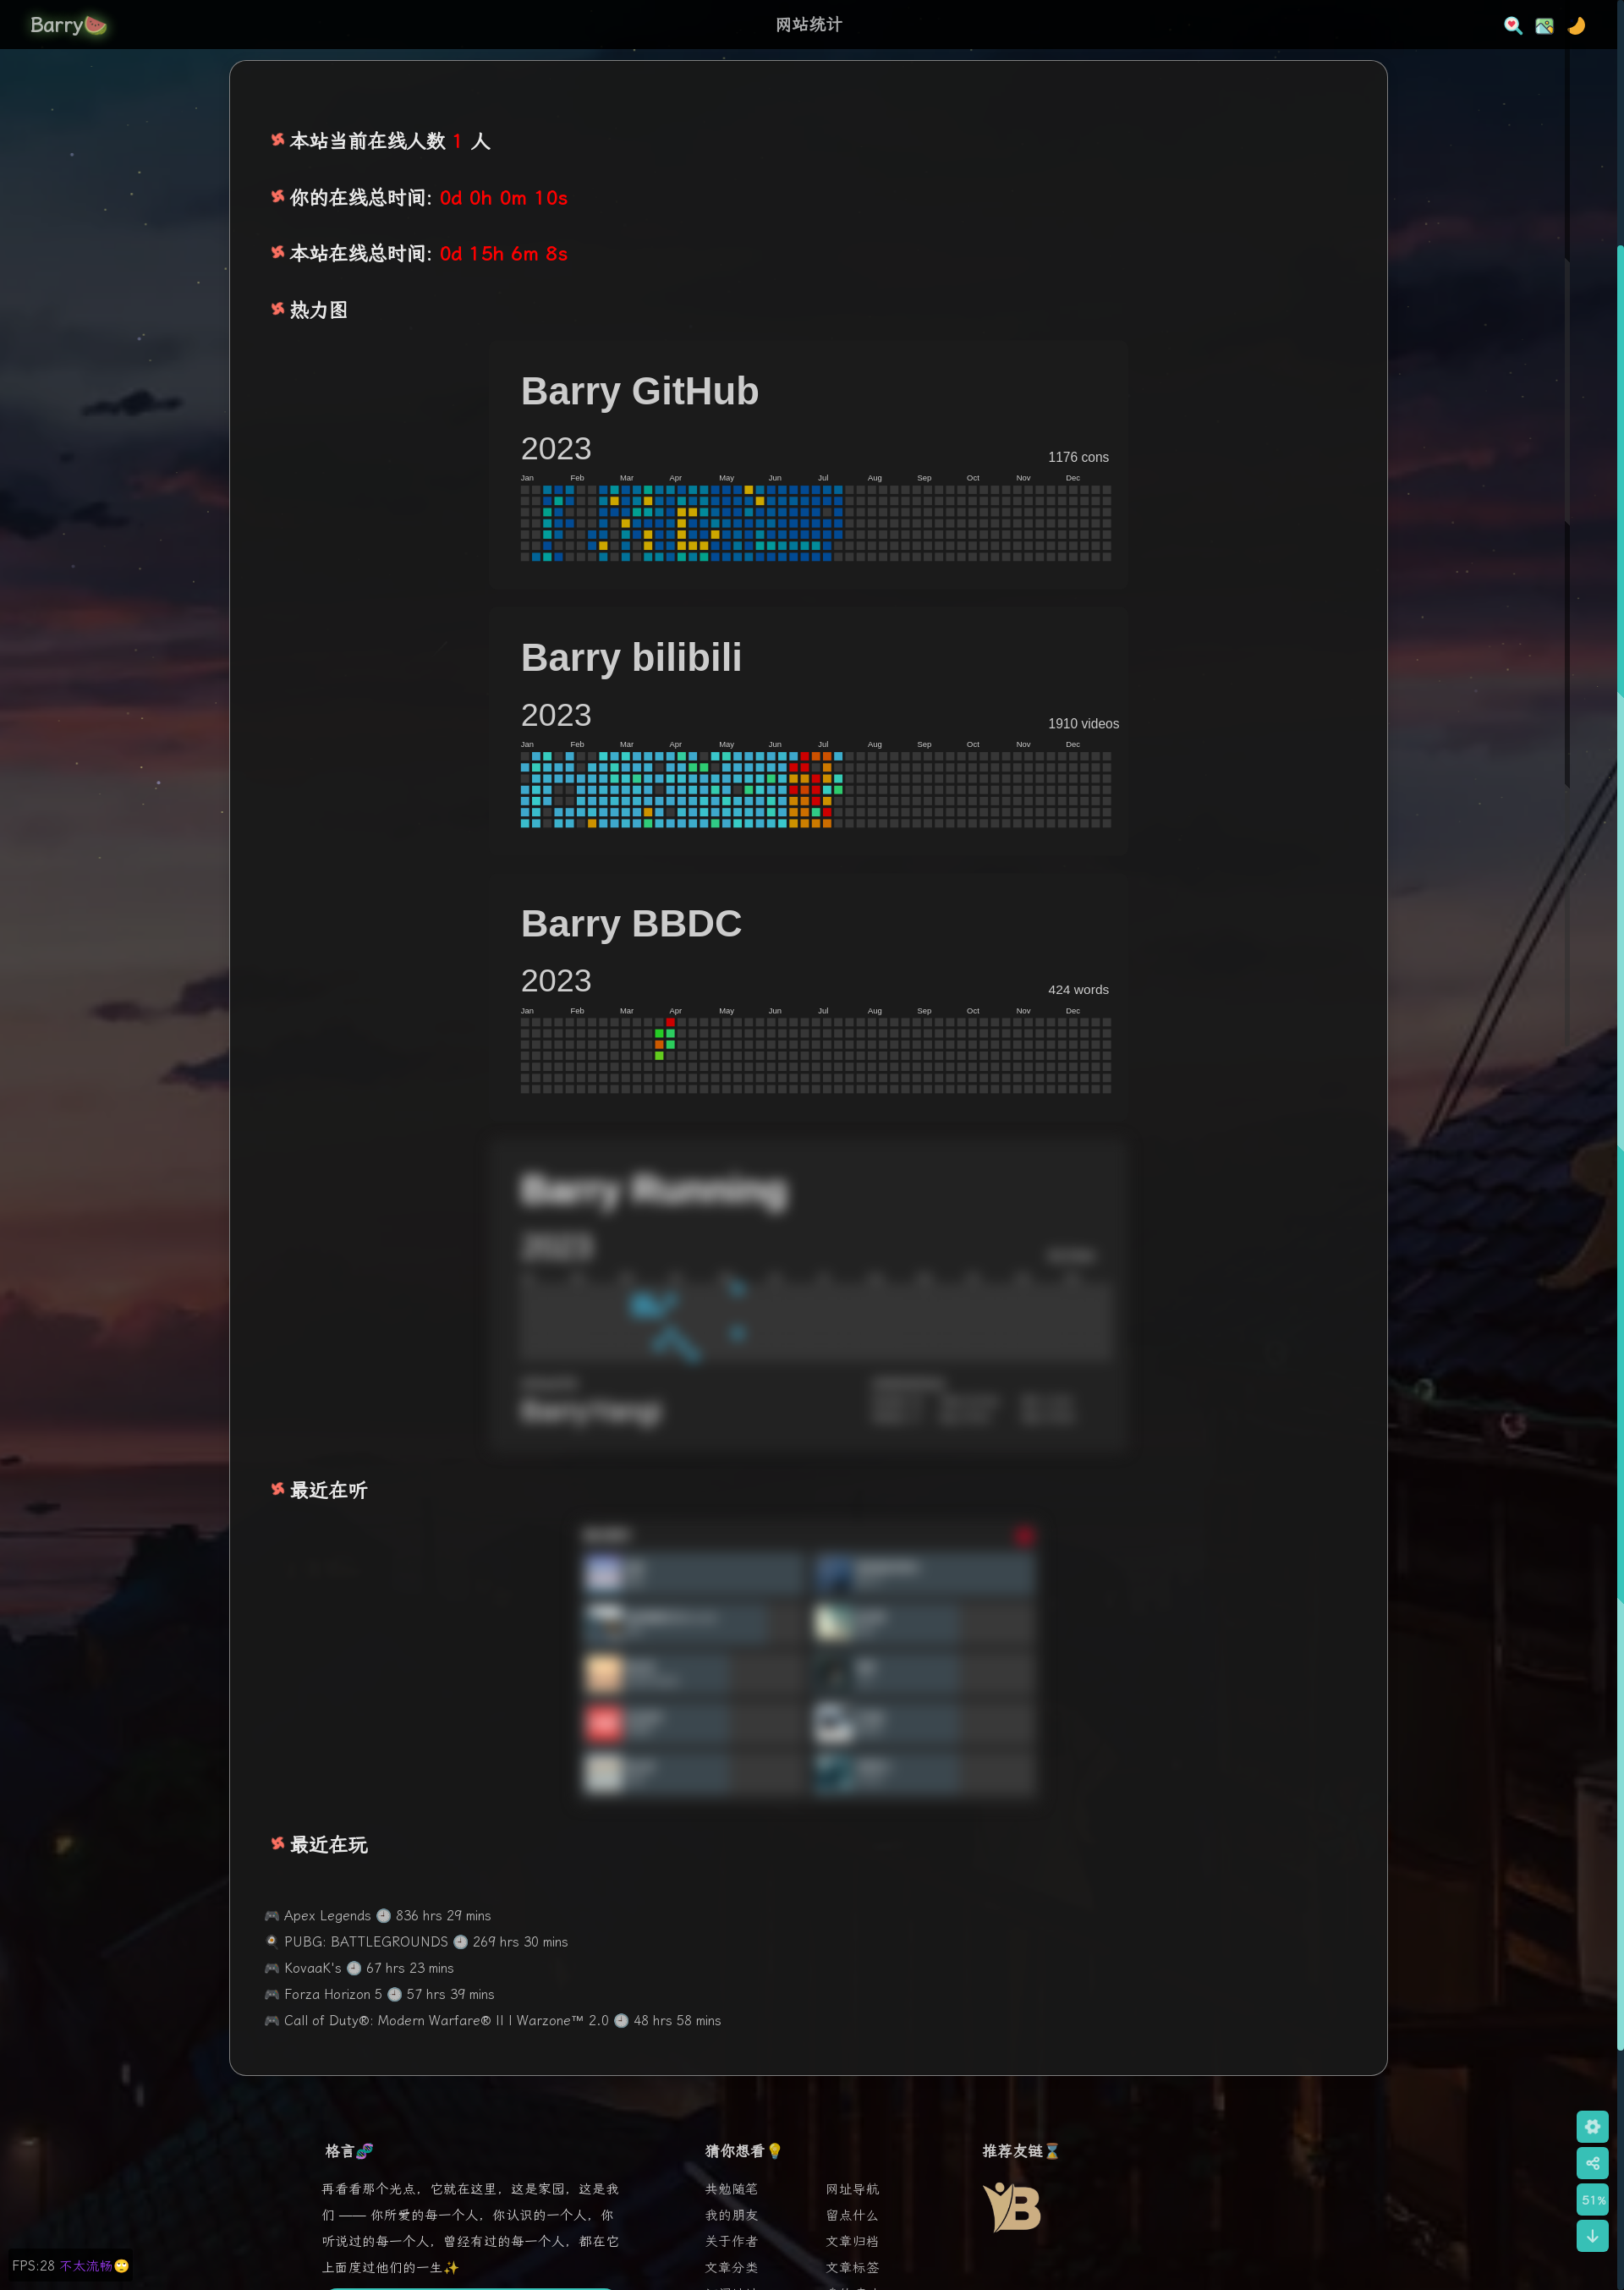 Barry🍉
网站统计
本站当前在线人数 1 人
你的在线总时间: 0d 0h 0m 10s
本站在线总时间: 0d 15h 6m 8s
热力图
Barry GitHub
2023
1176 cons
Jan Feb Mar Apr May Jun Jul Aug Sep Oct Nov Dec
Barry bilibili
2023
1910 videos
Jan Feb Mar Apr May Jun Jul Aug Sep Oct Nov Dec
Barry BBDC
2023
424 words
Jan Feb Mar Apr May Jun Jul Aug Sep Oct Nov Dec
Barry Running
2023
最近在听
最近在玩
🎮 Apex Legends 🕘 836 hrs 29 mins
🍳 PUBG: BATTLEGROUNDS 🕘 269 hrs 30 mins
🎮 KovaaK's 🕘 67 hrs 23 mins
🎮 Forza Horizon 5 🕘 57 hrs 39 mins
🎮 Call of Duty®: Modern Warfare® II | Warzone™ 2.0 🕘 48 hrs 58 mins
格言🧬
再看看那个光点，它就在这里，这是家园，这是我
们 —— 你所爱的每一个人，你认识的一个人，你
听说过的每一个人，曾经有过的每一个人，都在它
上面度过他们的一生✨
猜你想看💡
共勉随笔 网址导航
我的朋友 留点什么
关于作者 文章归档
文章分类 文章标签
推荐友链⌛
B
51%
FPS:28 不太流畅🙄